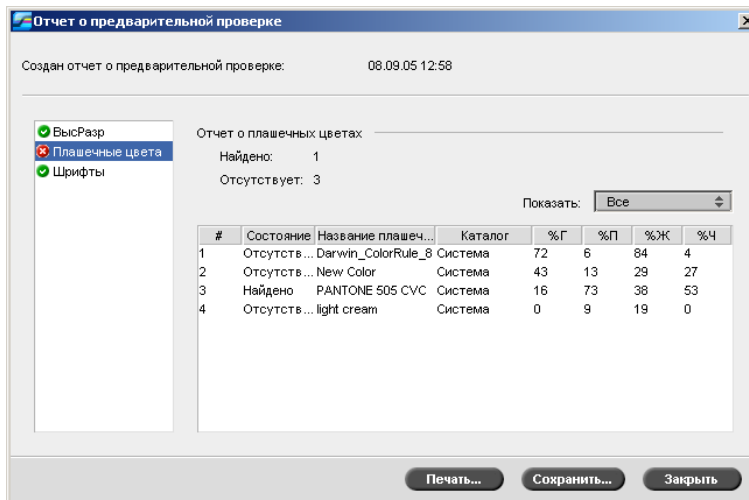 Отчет о предварительной проверке
Создан отчет о предварительной проверке: 08.09.05 12:58
ВысРазр
Плашечные цвета
Шрифты
Отчет о плашечных цветах
Найдено: 1
Отсутствует: 3
Показать: Все
# Состояние Название плашеч... Каталог %Г %П %Ж %Ч
1 Отсутств... Darwin_ColorRule_8 Система 72 6 84 4
2 Отсутств... New Color Система 43 13 29 27
3 Найдено PANTONE 505 CVC Система 16 73 38 53
4 Отсутств... light cream Система 0 9 19 0
Печать... Сохранить... Закрыть